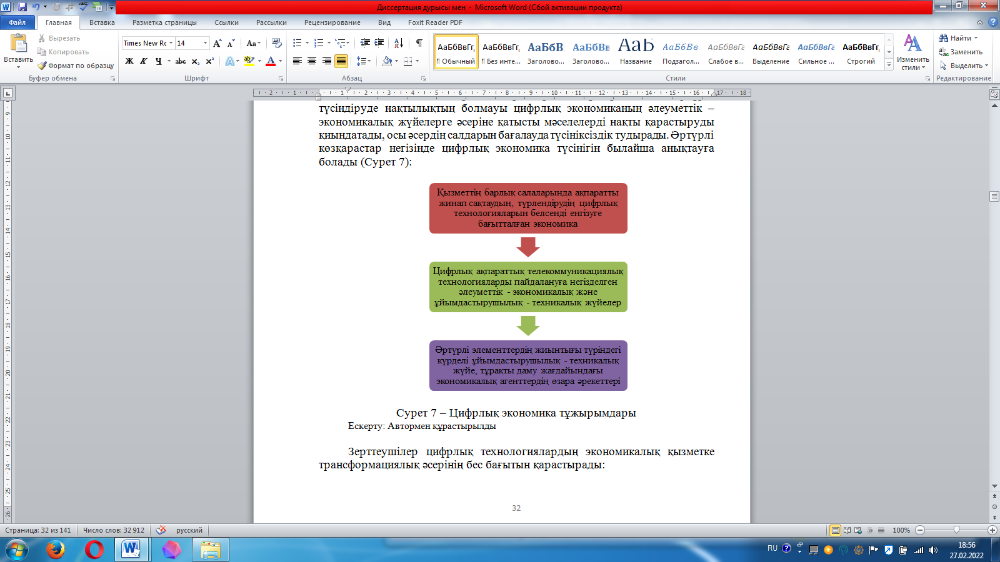 Диссертация дурысы мен - Microsoft Word (Сбой активации продукта)
Файл Главная Вставка Разметка страницы Ссылки Рассылки Рецензирование Вид Foxit Reader PDF
Вставить
Вырезать
Копировать
Формат по образцу
Буфер обмена
Times New Rc 14
Ж К Ч abc x₂ x²
Шрифт
Абзац
АаБбВвГг, АаБбВвГг, АаБбВ АаБбВв АаБ АаБбВв АаБбВвГг АаБбВвГг АаБбВвГг АаБбВвГг,
¶ Обычный ¶ Без инте... Заголово... Заголово... Название Подзагол... Слабое в... Выделение Сильное ... Строгий
Стили
Изменить стили
Найти
Заменить
Выделить
Редактирование
түсіндіруде нақтылықтың болмауы цифрлық экономиканың әлеуметтік –
экономикалық жүйелерге әсеріне қатысты мәселелерді нақты қарастыруды
қиындатады, осы әсердің салдарын бағалауда түсініксіздік тудырады. Әртүрлі
көзқарастар негізінде цифрлық экономика түсінігін былайша анықтауға
болады (Сурет 7):
Қызметтің барлық салаларында ақпаратты
жинап сақтаудың, түрлендірудің цифрлық
технологияларын белсенді енгізуге
бағытталған экономика
Цифрлық ақпараттық телекоммуникациялық
технологияларды пайдалануға негізделген
әлеуметтік - экономикалық және
ұйымдастырушылық - техникалық жүйелер
Әртүрлі элементтердің жиынтығы түріндегі
күрделі ұйымдастырушылық - техникалық
жүйе, тұрақты даму жағдайындағы
экономикалық агенттердің өзара әрекеттері
Сурет 7 – Цифрлық экономика тұжырымдары
Ескерту: Автормен құрастырылды
Зерттеушілер цифрлық технологиялардың экономикалық қызметке
трансформациялық әсерінің бес бағытын қарастырады:
32
Страница: 32 из 141 Число слов: 32 912 русский 100%
RU 18:56
27.02.2022